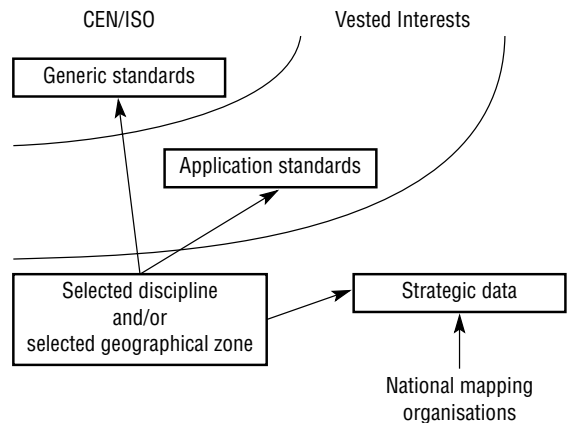 CEN/ISO
Vested Interests
Generic standards
Application standards
Selected discipline
and/or
selected geographical zone
Strategic data
National mapping
organisations